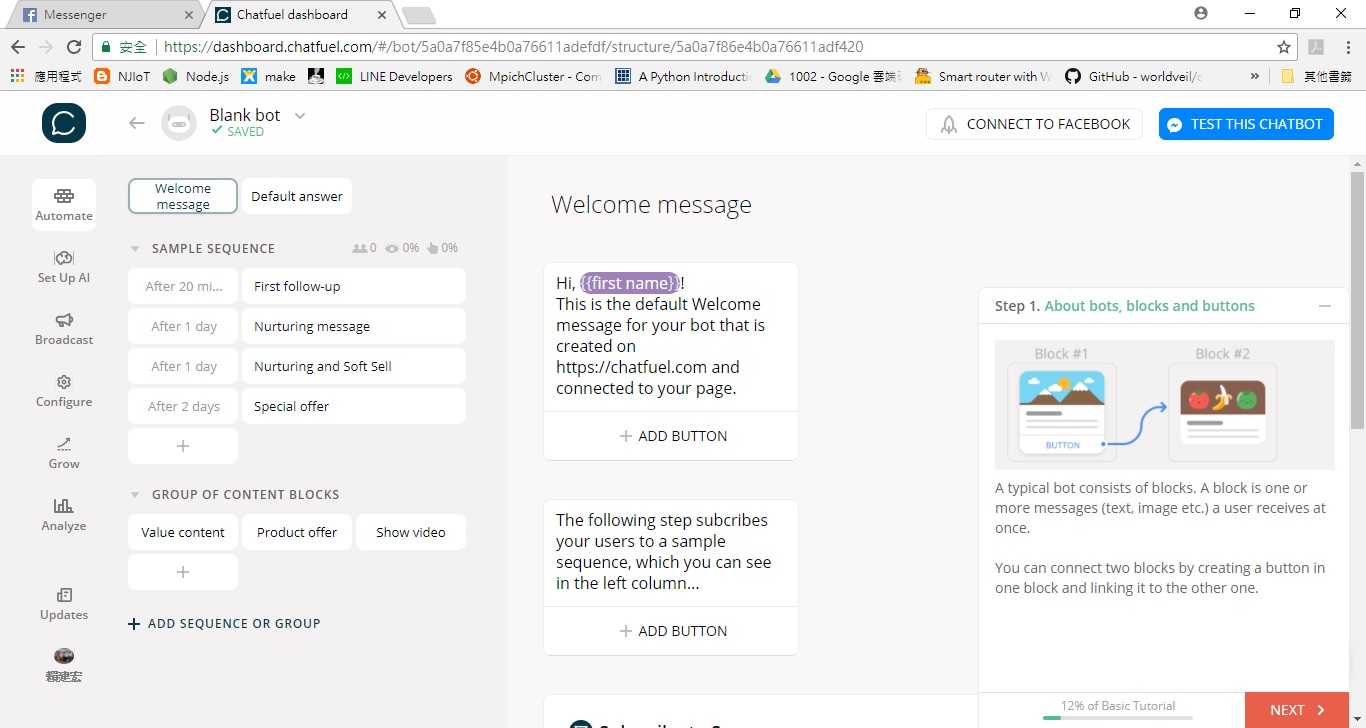 Messenger
Chatfuel dashboard
安全
https://dashboard.chatfuel.com/#/bot/5a0a7f85e4b0a76611adefdf/structure/5a0a7f86e4b0a76611adf420
應用程式
NJIoT
Node.js
make
LINE Developers
MpichCluster - Com
A Python Introducti
1002 - Google 雲端
Smart router with W
GitHub - worldveil/d
»
其他書籤
Blank bot
SAVED
CONNECT TO FACEBOOK
TEST THIS CHATBOT
Automate
Set Up AI
Broadcast
Configure
Grow
Analyze
Updates
賴建宏
Welcome
message
Default answer
SAMPLE SEQUENCE
0
0%
0%
After 20 mi...
First follow-up
After 1 day
Nurturing message
After 1 day
Nurturing and Soft Sell
After 2 days
Special offer
+
GROUP OF CONTENT BLOCKS
Value content
Product offer
Show video
+
+ ADD SEQUENCE OR GROUP
Welcome message
Hi, {{first name}}!
This is the default Welcome
message for your bot that is
created on
https://chatfuel.com and
connected to your page.
+ ADD BUTTON
The following step subcribes
your users to a sample
sequence, which you can see
in the left column...
+ ADD BUTTON
Step 1. About bots, blocks and buttons
Block #1
Block #2
BUTTON
A typical bot consists of blocks. A block is one or
more messages (text, image etc.) a user receives at
once.
You can connect two blocks by creating a button in
one block and linking it to the other one.
12% of Basic Tutorial
NEXT